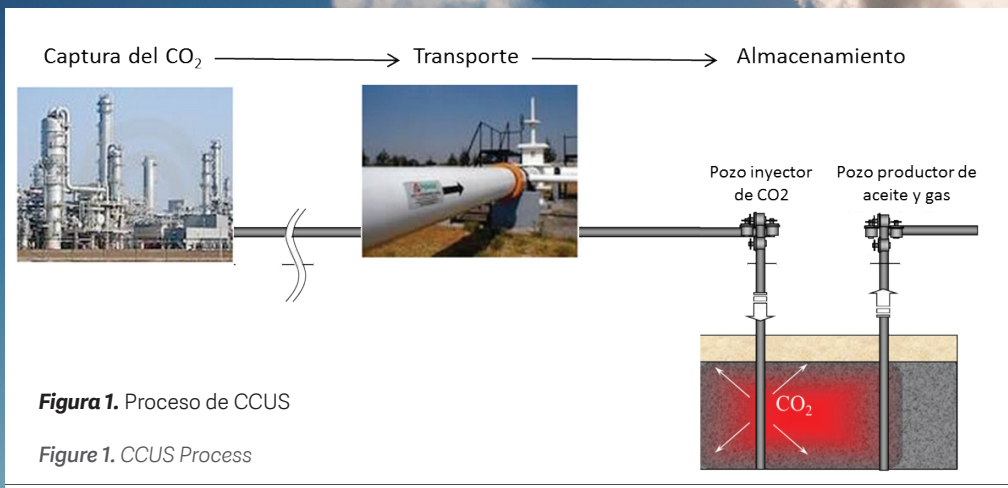 Captura del CO₂ Transporte Almacenamiento
Pozo inyector
de CO2
Pozo productor de
aceite y gas
CO₂
Figura 1. Proceso de CCUS
Figure 1. CCUS Process